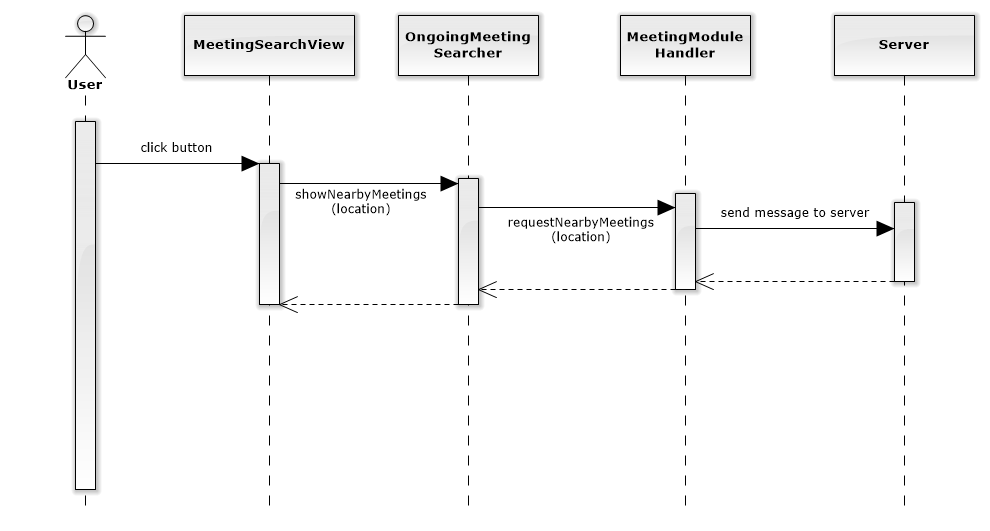 User
MeetingSearchView
OngoingMeeting
Searcher
MeetingModule
Handler
Server
click button
showNearbyMeetings
(location)
requestNearbyMeetings
(location)
send message to server